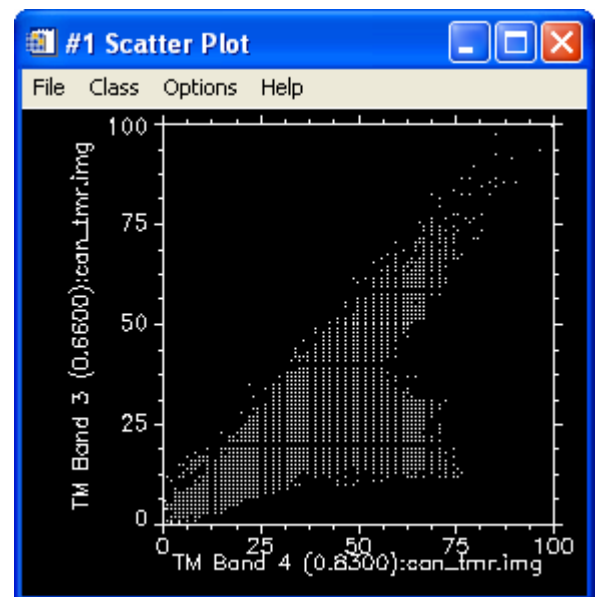 #1 Scatter Plot
File Class Options Help
TM Band 3 (0.6600):can_tmr.img
100
75
50
25
0
0 25 50 75 100
TM Band 4 (0.8300):can_tmr.img